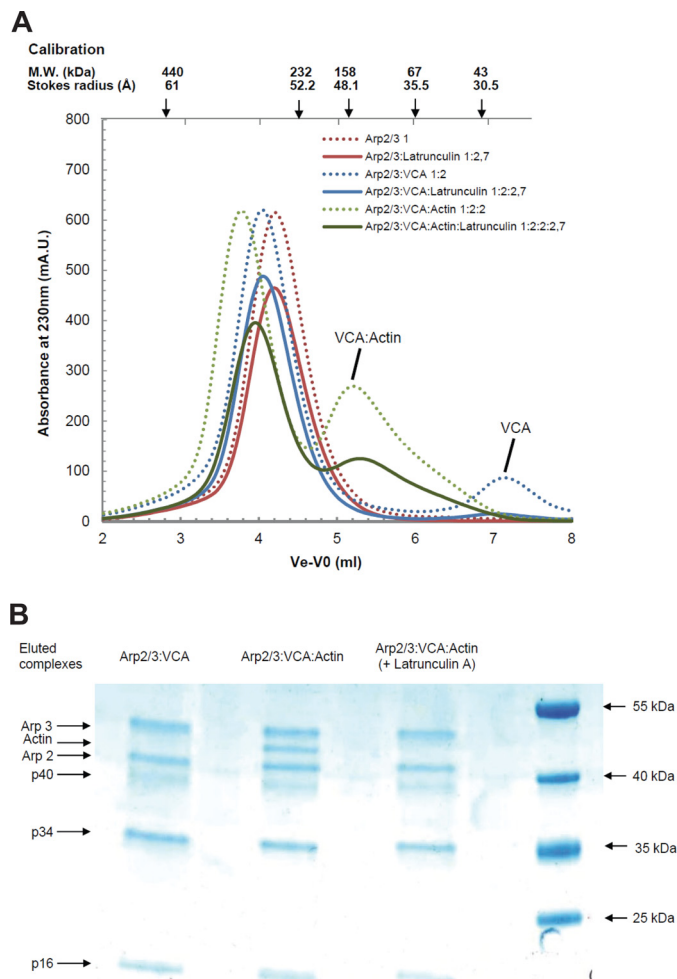 A
Calibration
M.W. (kDa) 440 232 158 67 43
Stokes radius (Å) 61 52.2 48.1 35.5 30.5
800
700
600
500
400
300
200
100
0
Absorbance at 230nm (mA.U.)
Arp2/3 1
Arp2/3:Latrunculin 1:2,7
Arp2/3:VCA 1:2
Arp2/3:VCA:Latrunculin 1:2:2,7
Arp2/3:VCA:Actin 1:2:2
Arp2/3:VCA:Actin:Latrunculin 1:2:2:2,7
VCA:Actin
VCA
2 3 4 5 6 7 8
Ve-V0 (ml)
B
Eluted complexes
Arp2/3:VCA
Arp2/3:VCA:Actin
Arp2/3:VCA:Actin
(+ Latrunculin A)
Arp 3
Actin
Arp 2
p40
p34
p16
55 kDa
40 kDa
35 kDa
25 kDa